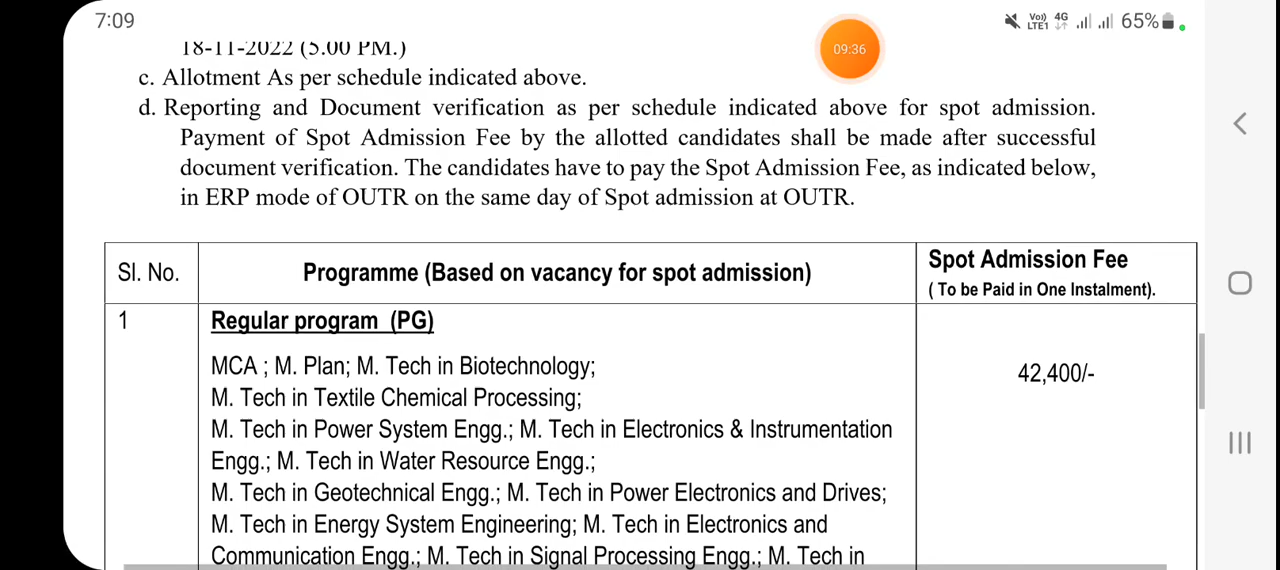 7:09
Vo)) 4G
LTE1 65%
09:36
18-11-2022 (5.00 PM.)
c. Allotment As per schedule indicated above.
d. Reporting and Document verification as per schedule indicated above for spot admission.
Payment of Spot Admission Fee by the allotted candidates shall be made after successful
document verification. The candidates have to pay the Spot Admission Fee, as indicated below,
in ERP mode of OUTR on the same day of Spot admission at OUTR.
Sl. No. Programme (Based on vacancy for spot admission) Spot Admission Fee
( To be Paid in One Instalment).
1 Regular program (PG)
MCA ; M. Plan; M. Tech in Biotechnology; 42,400/-
M. Tech in Textile Chemical Processing;
M. Tech in Power System Engg.; M. Tech in Electronics & Instrumentation
Engg.; M. Tech in Water Resource Engg.;
M. Tech in Geotechnical Engg.; M. Tech in Power Electronics and Drives;
M. Tech in Energy System Engineering; M. Tech in Electronics and
Communication Engg.; M. Tech in Signal Processing Engg.; M. Tech in